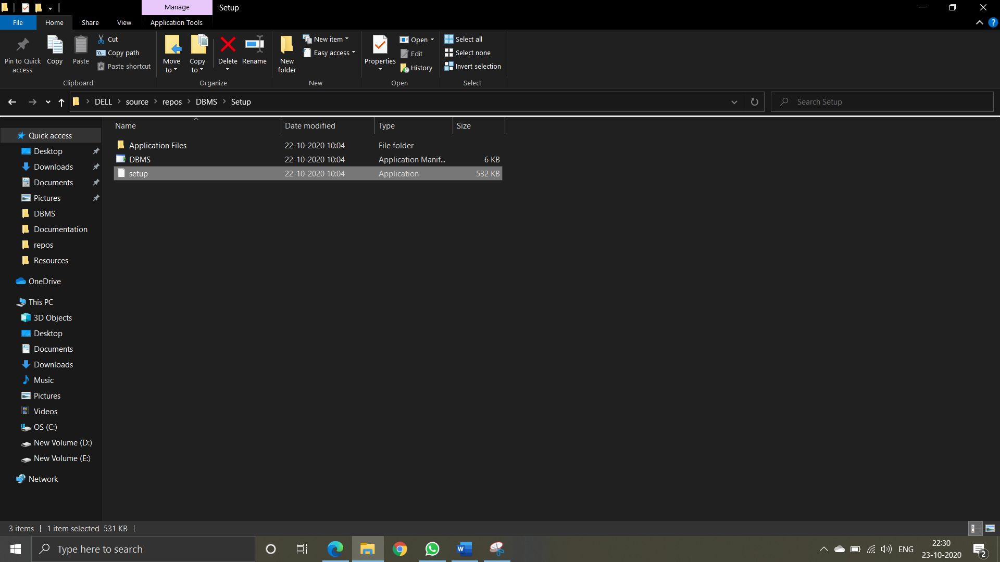 Manage
Setup
File
Home
Share
View
Application Tools
Pin to Quick access
Copy
Paste
Cut
Copy path
Paste shortcut
Clipboard
Move to
Copy to
Delete
Rename
Organize
New folder
New item
Easy access
New
Properties
Open
Edit
History
Open
Select all
Select none
Invert selection
Select
DELL
source
repos
DBMS
Setup
Search Setup
Name
Date modified
Type
Size
Application Files
22-10-2020 10:04
File folder
DBMS
22-10-2020 10:04
Application Manif...
6 KB
setup
22-10-2020 10:04
Application
532 KB
Quick access
Desktop
Downloads
Documents
Pictures
DBMS
Documentation
repos
Resources
OneDrive
This PC
3D Objects
Desktop
Documents
Downloads
Music
Pictures
Videos
OS (C:)
New Volume (D:)
New Volume (E:)
Network
3 items
1 item selected 531 KB
Type here to search
ENG
22:30
23-10-2020
2